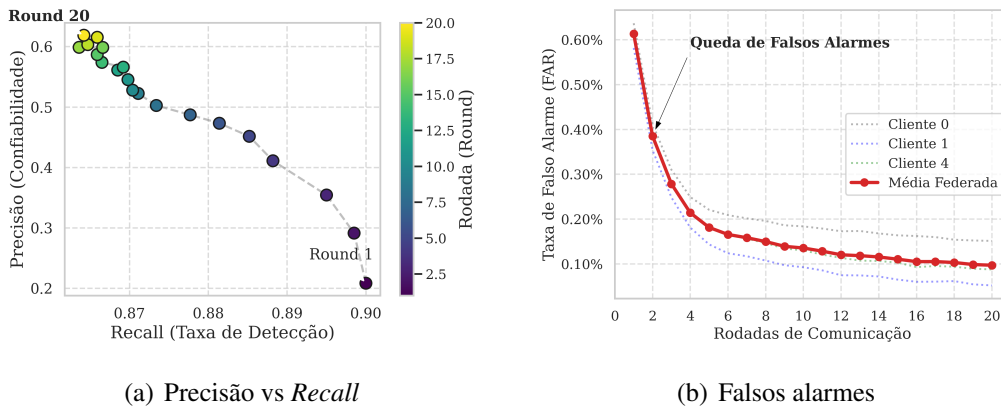 Round 20
0.6
0.5
0.4
0.3
0.2
Precisão (Confiabilidade)
Round 1
0.87
0.88
0.89
0.90
Recall (Taxa de Detecção)
20.0
17.5
15.0
12.5
10.0
7.5
5.0
2.5
Rodada (Round)
(a) Precisão vs Recall
0.60%
0.50%
0.40%
0.30%
0.20%
0.10%
Taxa de Falso Alarme (FAR)
Queda de Falsos Alarmes
Cliente 0
Cliente 1
Cliente 4
Média Federada
0 2 4 6 8 10 12 14 16 18 20
Rodadas de Comunicação
(b) Falsos alarmes